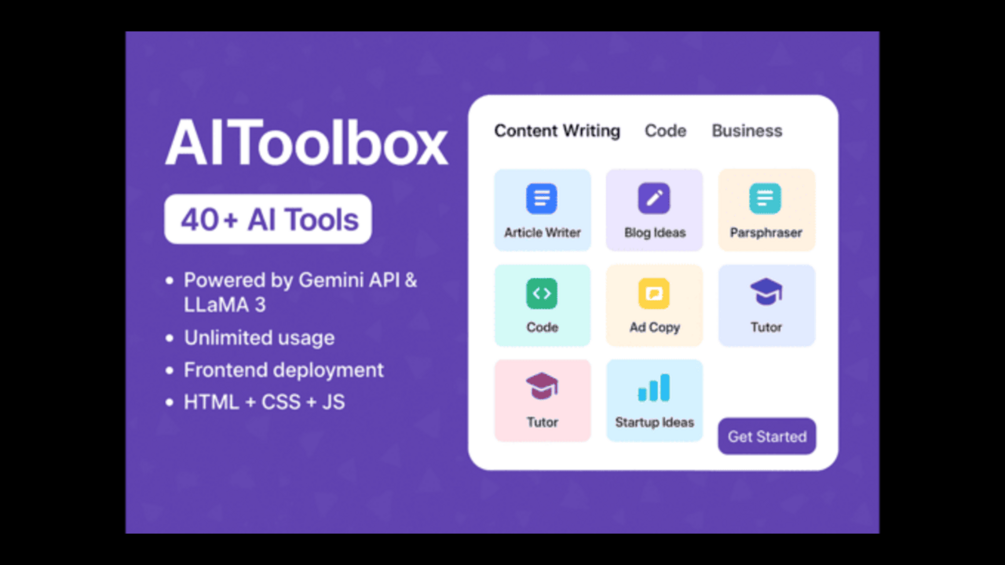 AIToolbox
40+ AI Tools
• Powered by Gemini API &
LLaMA 3
• Unlimited usage
• Frontend deployment
• HTML + CSS + JS
Content Writing Code Business
Article Writer Blog Ideas Parsphraser
Code Ad Copy Tutor
Tutor Startup Ideas
Get Started